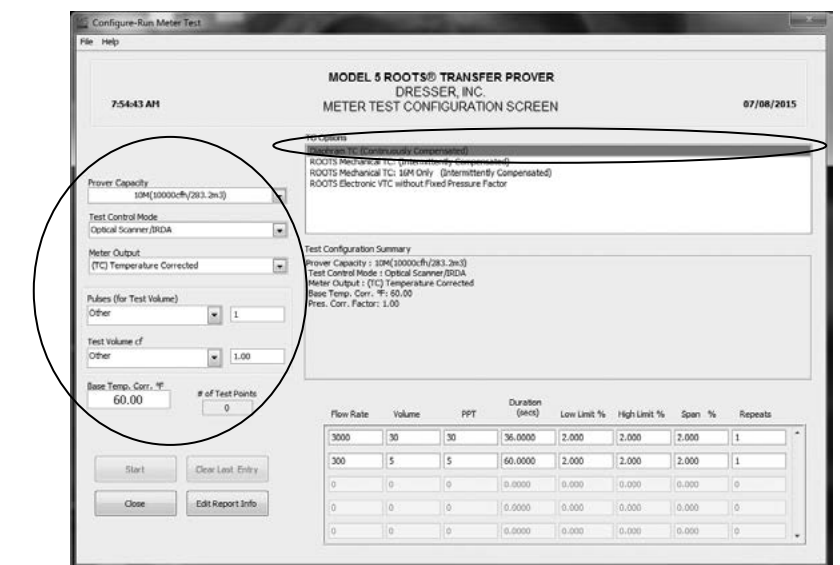 Configure-Run Meter Test
File Help
MODEL 5 ROOTS® TRANSFER PROVER
DRESSER, INC.
METER TEST CONFIGURATION SCREEN
7:54:43 AM
07/08/2015
TC Options
Diaphram TC (Continuously Compensated)
ROOTS Mechanical TC: (Intermittently Compensated)
ROOTS Mechanical TC: 16M Only (Intermittently Compensated)
ROOTS Electronic VTC without Fixed Pressure Factor
Prover Capacity
10M(10000cfh/283.2m3)
Test Control Mode
Optical Scanner/IRDA
Meter Output
(TC) Temperature Corrected
Pulses (for Test Volume)
Other 1
Test Volume cf
Other 1.00
Base Temp. Corr. °F
60.00
# of Test Points
0
Start
Clear Last Entry
Close
Edit Report Info
Test Configuration Summary
Prover Capacity : 10M(10000cfh/283.2m3)
Test Control Mode : Optical Scanner/IRDA
Meter Output : (TC) Temperature Corrected
Base Temp. Corr. °F: 60.00
Pres. Corr. Factor: 1.00
Flow Rate Volume PPT Duration (secs) Low Limit % High Limit % Span % Repeats
3000 30 30 36.0000 2.000 2.000 2.000 1
300 5 5 60.0000 2.000 2.000 2.000 1
0 0 0 0.0000 0.000 0.000 0.000 0
0 0 0 0.0000 0.000 0.000 0.000 0
0 0 0 0.0000 0.000 0.000 0.000 0